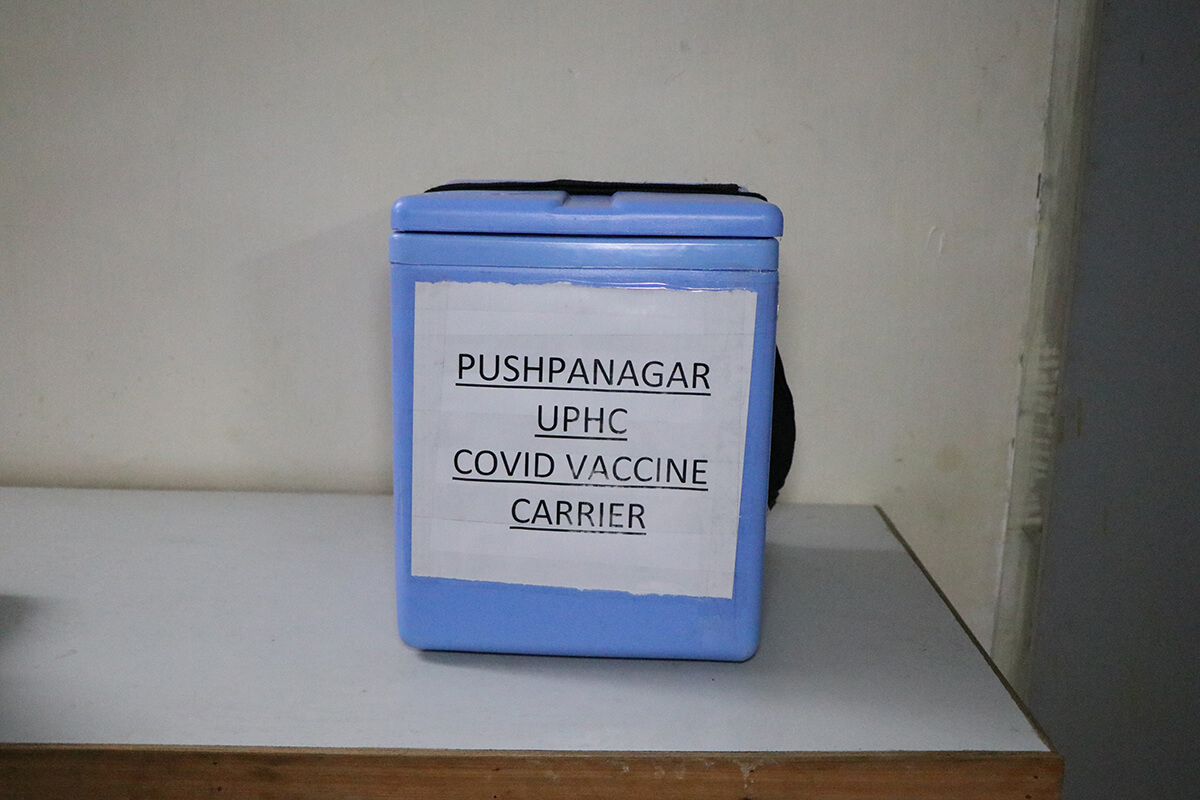 PUSHPANAGAR
UPHC
COVID VACCINE
CARRIER